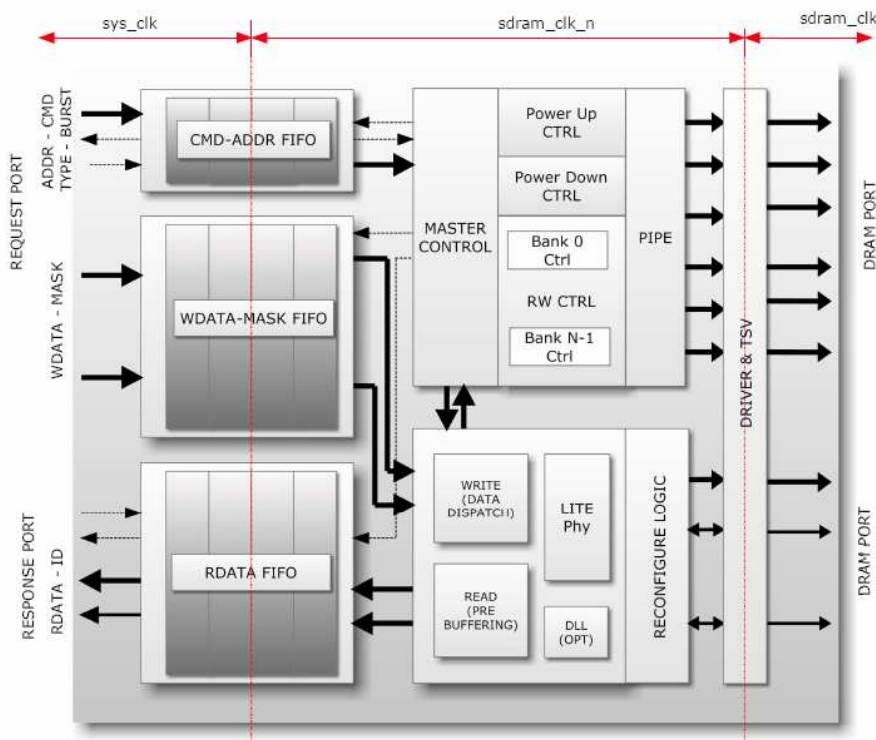 sys_clk
sdram_clk_n
sdram_clk
REQUEST PORT
ADDR - CMD
TYPE - BURST
CMD-ADDR FIFO
WDATA - MASK
WDATA-MASK FIFO
RESPONSE PORT
RDATA - ID
RDATA FIFO
MASTER
CONTROL
Power Up
CTRL
Power Down
CTRL
Bank 0
Ctrl
RW CTRL
Bank N-1
Ctrl
PIPE
WRITE
(DATA
DISPATCH)
LITE
Phy
READ
(PRE
BUFFERING)
DLL
(OPT)
RECONFIGURE LOGIC
DRIVER & TSV
DRAM PORT
DRAM PORT